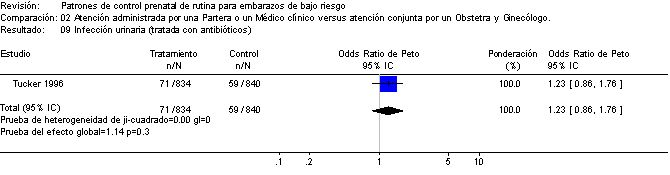 Revisión: Patrones de control prenatal de rutina para embarazos de bajo riesgo
Comparación: 02 Atención administrada por una Partera o un Médico clínico versus atención conjunta por un Obstetra y Ginecólogo.
Resultado: 09 Infección urinaria (tratada con antibióticos)
Estudio Tratamiento Control Odds Ratio de Peto Ponderación Odds Ratio de Peto
n/N n/N 95% IC (%) 95% IC
Tucker 1996 71/834 59/840 100.0 1.23 [ 0.86, 1.76 ]
Total (95% IC) 71/834 59/840 100.0 1.23 [ 0.86, 1.76 ]
Prueba de heterogeneidad de ji-cuadrado=0.00 gl=0
Prueba del efecto global=1.14 p=0.3
.1 .2 1 5 10